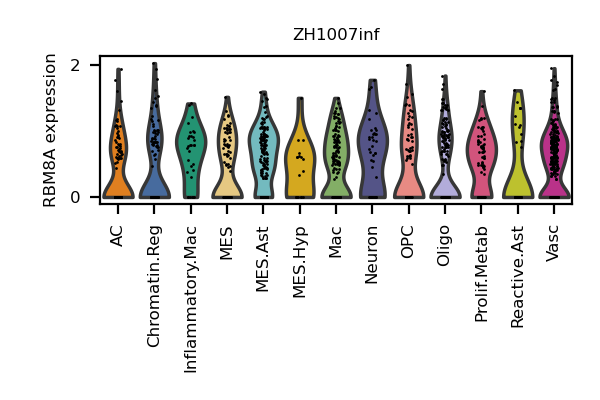 ZH1007inf
RBM8A expression
2
0
AC
Chromatin.Reg
Inflammatory.Mac
MES
MES.Ast
MES.Hyp
Mac
Neuron
OPC
Oligo
Prolif.Metab
Reactive.Ast
Vasc